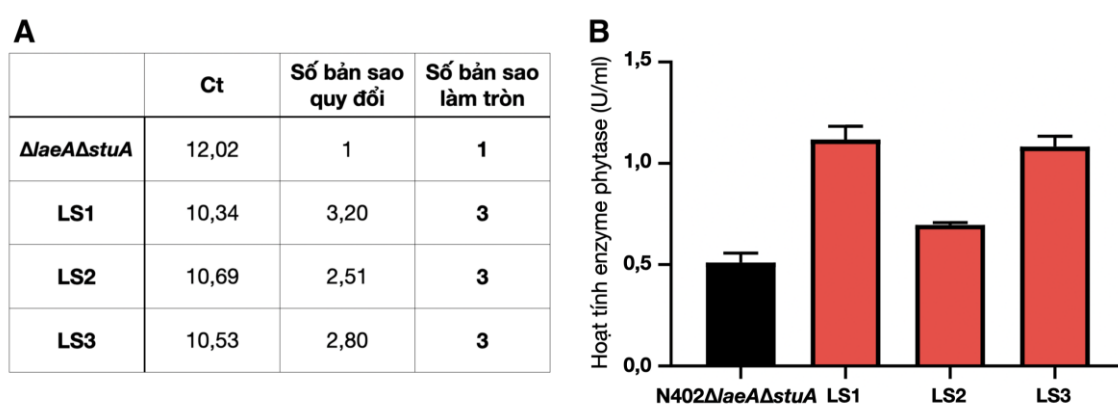 A
Ct
Số bản sao
quy đổi
Số bản sao
làm tròn
ΔlaeAΔstuA
12,02
1
1
LS1
10,34
3,20
3
LS2
10,69
2,51
3
LS3
10,53
2,80
3
B
Hoạt tính enzyme phytase (U/ml)
1,5
1,0
0,5
0,0
N402ΔlaeAΔstuA
LS1
LS2
LS3